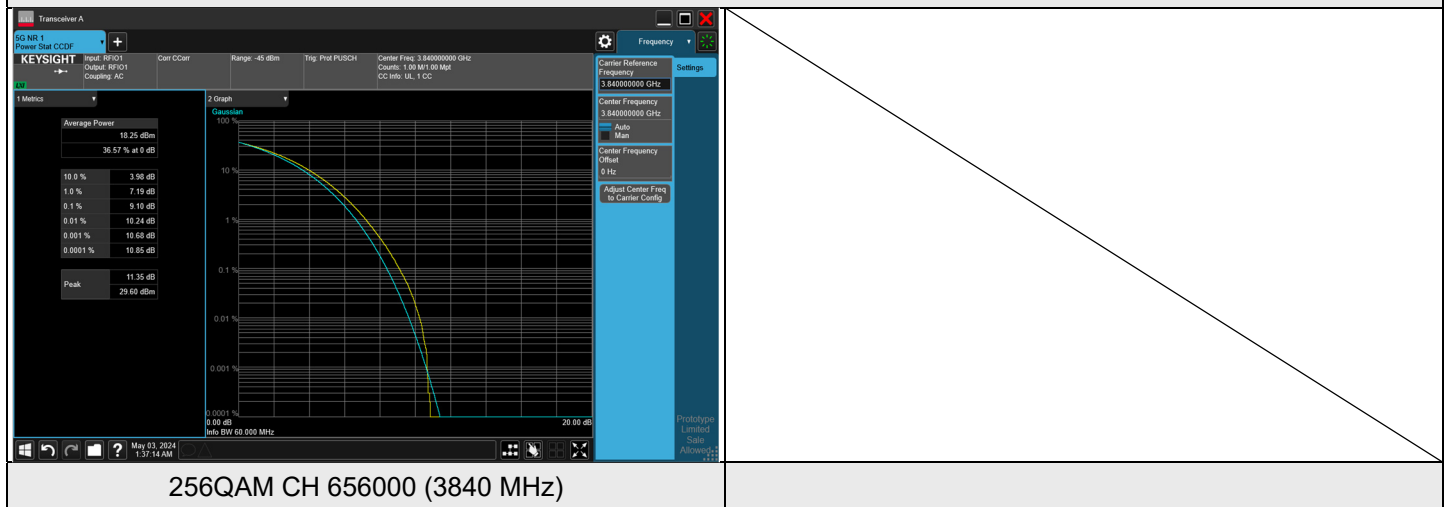 Transceiver A
5G NR 1
Power Stat CCDF
Frequency
KEYSIGHT
Input: RFIO1
Output: RFIO1
Coupling: AC
Corr CCorr
Range: -45 dBm
Trig: Prot PUSCH
Center Freq: 3.840000000 GHz
Counts: 1.00 M/1.00 Mpt
CC Info: UL, 1 CC
LXI
1 Metrics
Average Power
18.25 dBm
36.57 % at 0 dB
10.0 % 3.98 dB
1.0 % 7.19 dB
0.1 % 9.10 dB
0.01 % 10.24 dB
0.001 % 10.68 dB
0.0001 % 10.85 dB
Peak
11.35 dB
29.60 dBm
2 Graph
Gaussian
100 %
10 %
1 %
0.1 %
0.01 %
0.001 %
0.0001 %
0.00 dB
20.00 dB
Info BW 60.000 MHz
Carrier Reference
Frequency
3.840000000 GHz
Settings
Center Frequency
3.840000000 GHz
Auto
Man
Center Frequency
Offset
0 Hz
Adjust Center Freq
to Carrier Config
Prototype
Limited
Sale
Allowed
?
May 03, 2024
1:37:14 AM
256QAM CH 656000 (3840 MHz)